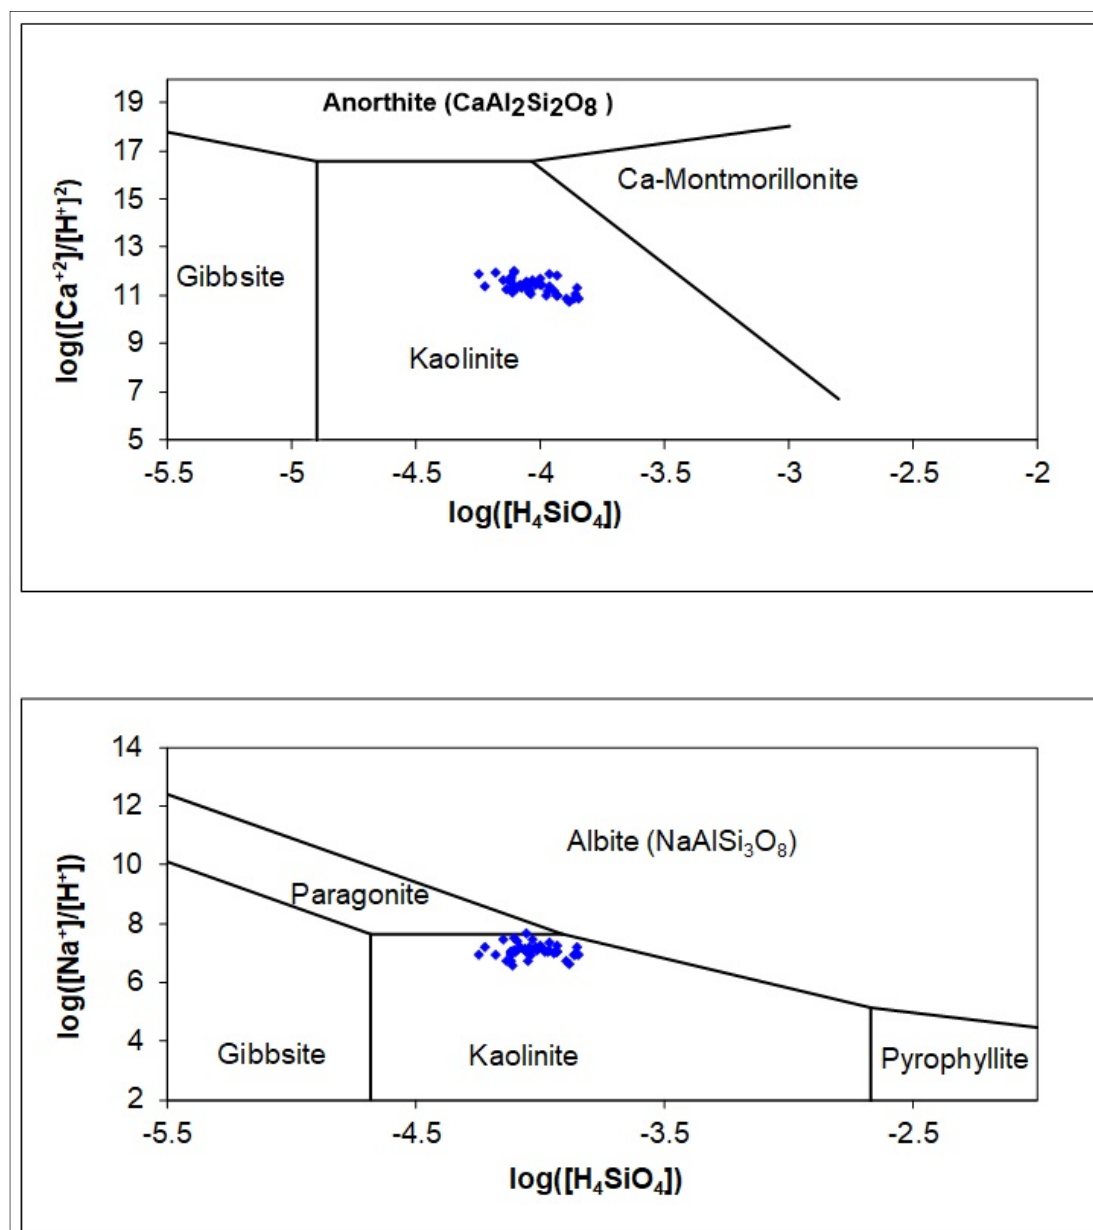 19
Anorthite (CaAl₂Si₂O₈ )
17
Ca-Montmorillonite
15
13
Gibbsite
11
9
Kaolinite
7
5
log([Ca⁺²]/[H⁺]²)
-5.5 -5 -4.5 -4 -3.5 -3 -2.5 -2
log([H₄SiO₄])
14
12
Albite (NaAlSi₃O₈)
10
Paragonite
8
6
4
Gibbsite Kaolinite Pyrophyllite
2
log([Na⁺]/[H⁺])
-5.5 -4.5 -3.5 -2.5
log([H₄SiO₄])